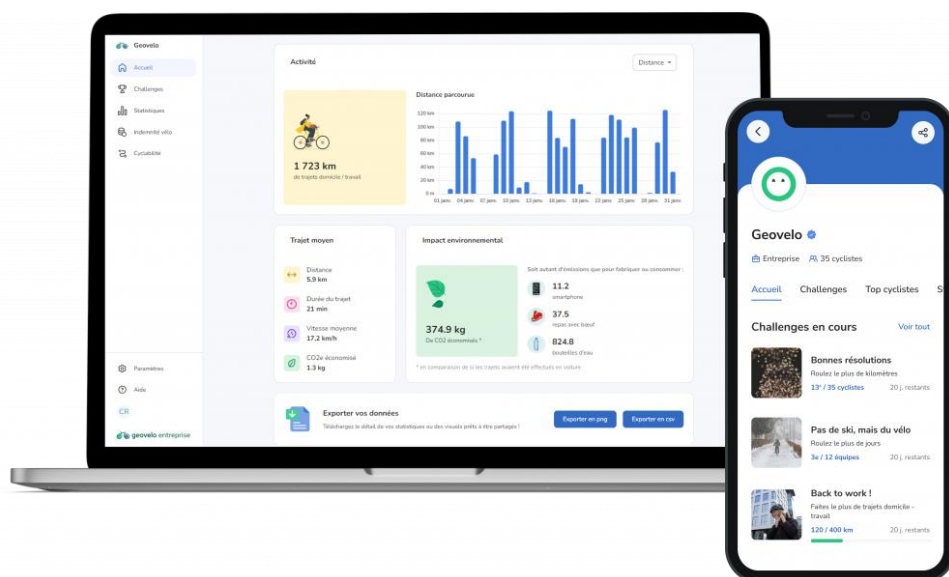 Geovelo
Accueil
Challenges
Statistiques
Indemnité vélo
Cyclabilité
Paramètres
Aide
CR
geovelo entreprise
Activité
Distance
1 723 km
de trajets domicile / travail
Distance parcourue
120 km
100 km
80 km
60 km
40 km
20 km
0 m
01 janv. 04 janv. 07 janv. 10 janv. 13 janv. 16 janv. 19 janv. 22 janv. 25 janv. 28 janv. 31 janv.
Trajet moyen
Distance
5,9 km
Durée du trajet
21 min
Vitesse moyenne
17,2 km/h
CO2e économisé
1.3 kg
Impact environnemental
374.9 kg
De CO2 économisés *
Soit autant d'émissions que pour fabriquer ou consommer :
11.2
smartphone
37.5
repas avec bœuf
824.8
bouteilles d'eau
* en comparaison de si les trajets avaient été effectués en voiture
Exporter vos données
Téléchargez le détail de vos statistiques ou des visuels prêts à être partagés !
Exporter en png
Exporter en csv
Geovelo
Entreprise
35 cyclistes
Accueil Challenges Top cyclistes S
Challenges en cours
Voir tout
Bonnes résolutions
Roulez le plus de kilomètres
13° / 35 cyclistes 20 j. restants
Pas de ski, mais du vélo
Roulez le plus de jours
3e / 12 équipes 20 j. restants
Back to work !
Faites le plus de trajets domicile -
travail
120 / 400 km 20 j. restants